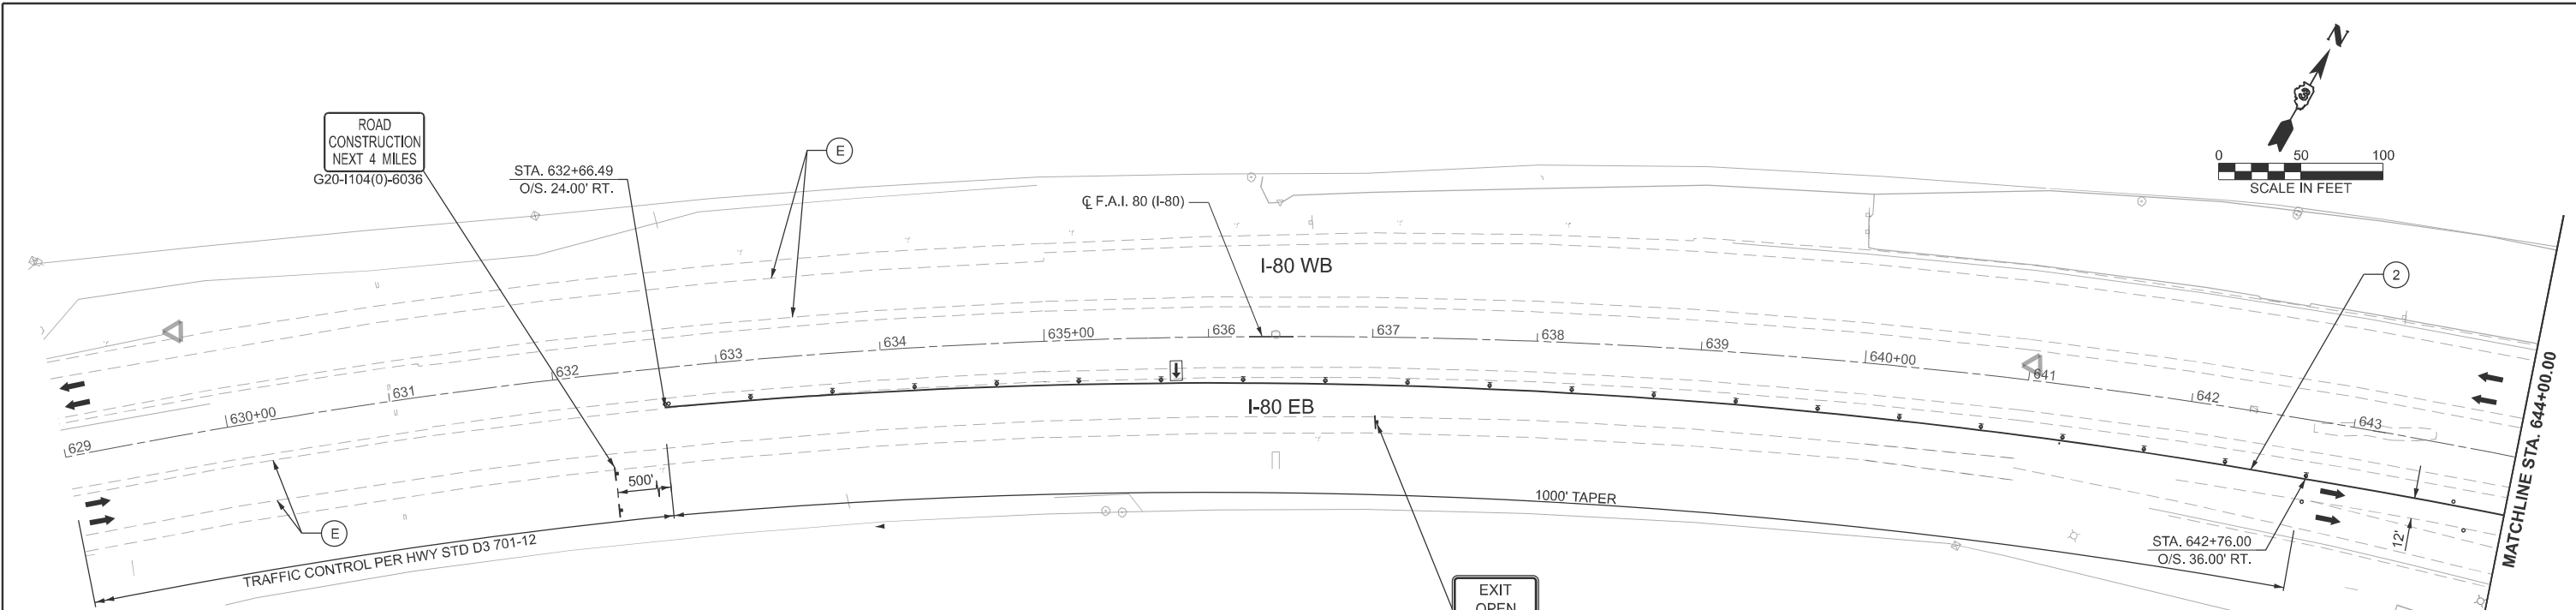 N
3
0 50 100
SCALE IN FEET
ROAD
CONSTRUCTION
NEXT 4 MILES
G20-I104(0)-6036
STA. 632+66.49
O/S. 24.00' RT.
E
℄ F.A.I. 80 (I-80)
I-80 WB
2
629
630+00
631
632
633
634
635+00
636
637
638
639
640+00
641
642
643
I-80 EB
500'
1000' TAPER
E
TRAFFIC CONTROL PER HWY STD D3 701-12
STA. 642+76.00
O/S. 36.00' RT.
12'
MATCHLINE STA. 644+00.00
EXIT
OPEN